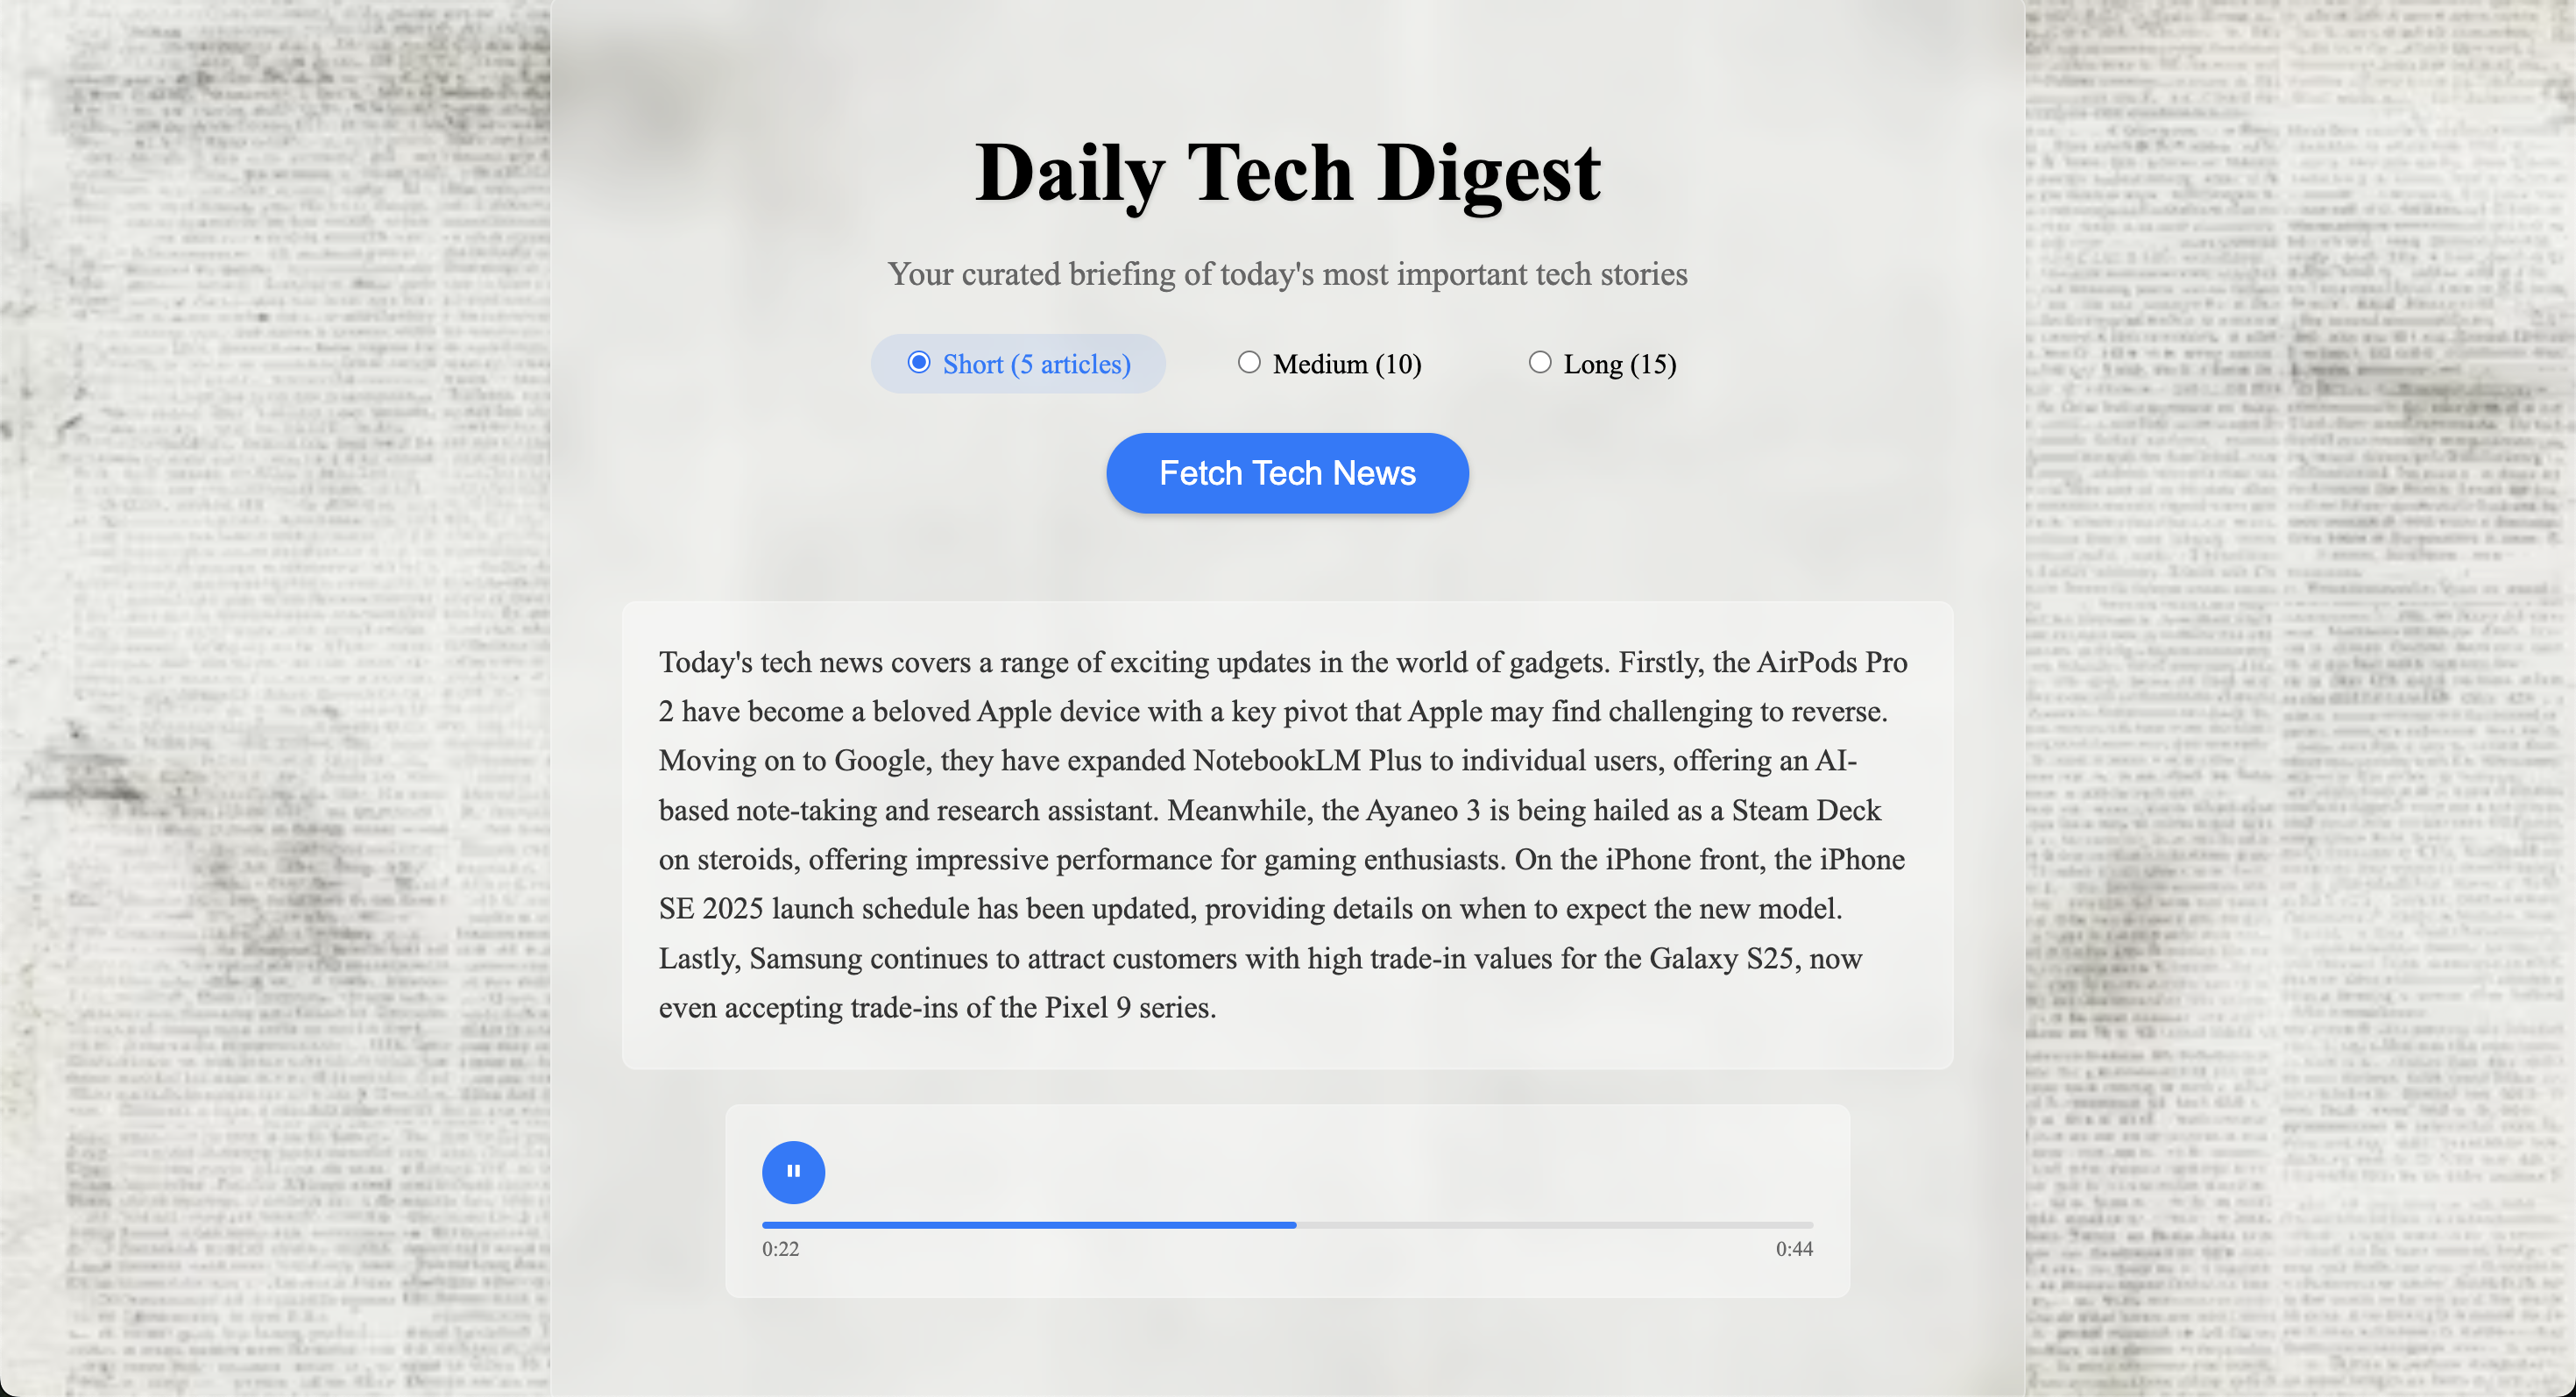 Daily Tech Digest
Your curated briefing of today's most important tech stories
Short (5 articles) Medium (10) Long (15)
Fetch Tech News
Today's tech news covers a range of exciting updates in the world of gadgets. Firstly, the AirPods Pro
2 have become a beloved Apple device with a key pivot that Apple may find challenging to reverse.
Moving on to Google, they have expanded NotebookLM Plus to individual users, offering an AI-
based note-taking and research assistant. Meanwhile, the Ayaneo 3 is being hailed as a Steam Deck
on steroids, offering impressive performance for gaming enthusiasts. On the iPhone front, the iPhone
SE 2025 launch schedule has been updated, providing details on when to expect the new model.
Lastly, Samsung continues to attract customers with high trade-in values for the Galaxy S25, now
even accepting trade-ins of the Pixel 9 series.
0:22 0:44